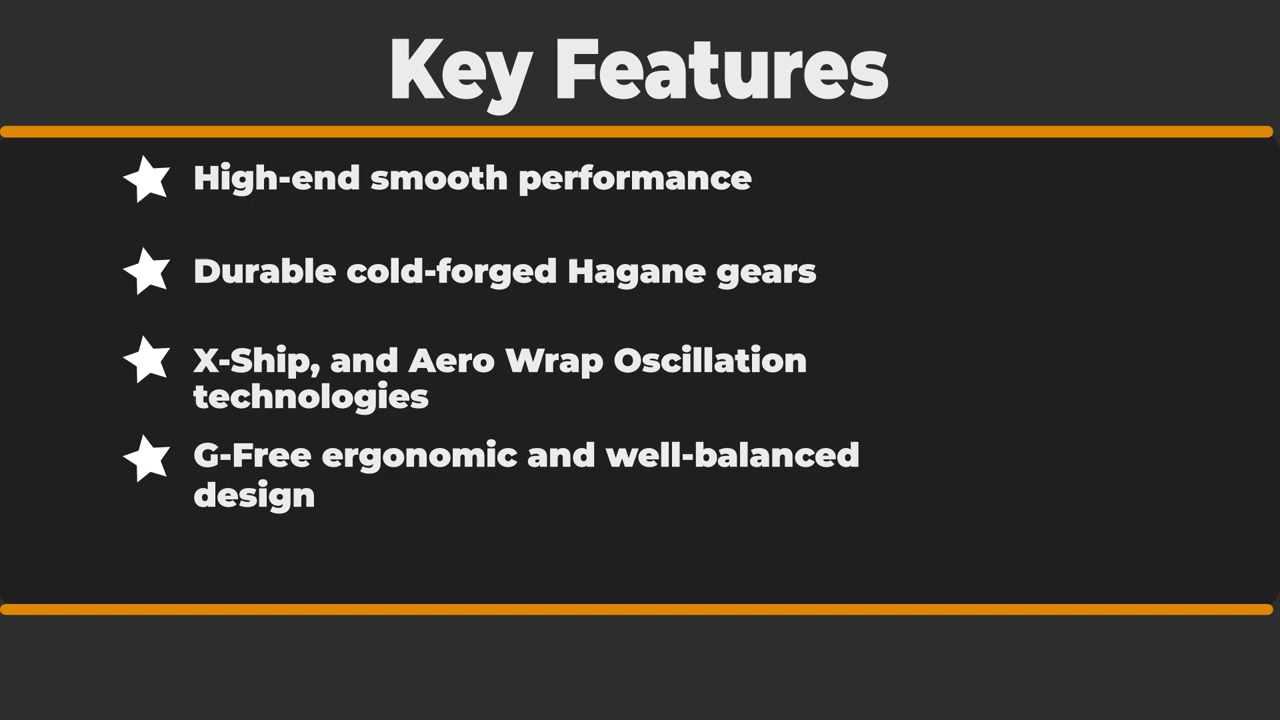 Key Features
High-end smooth performance
Durable cold-forged Hagane gears
X-Ship, and Aero Wrap Oscillation
technologies
G-Free ergonomic and well-balanced
design